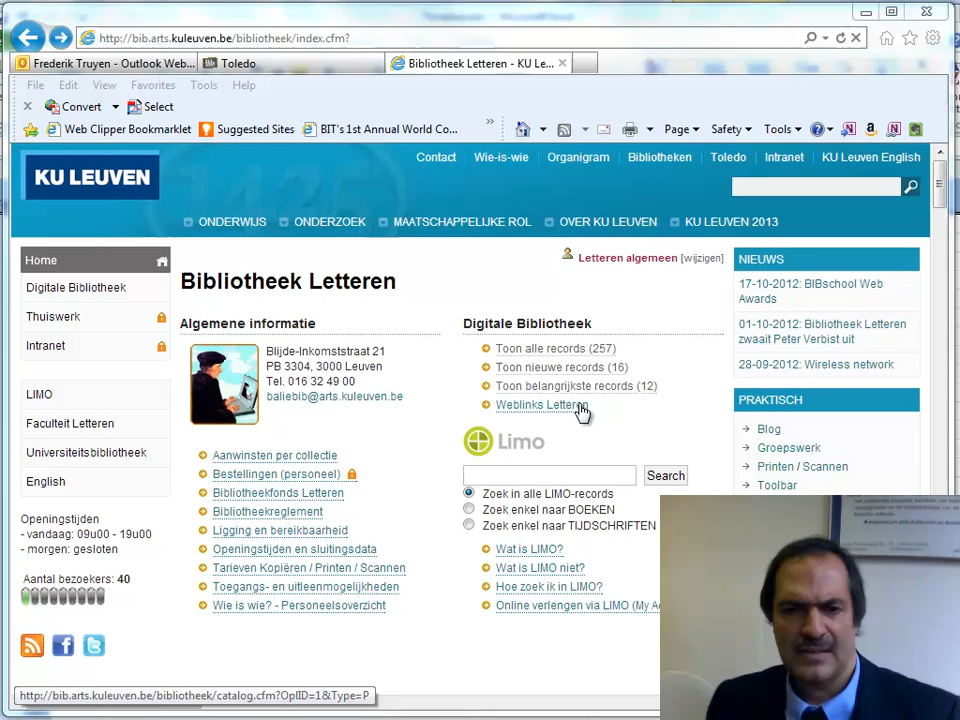 http://bib.arts.kuleuven.be/bibliotheek/index.cfm?
Frederik Truyen - Outlook Web...
Toledo
Bibliotheek Letteren - KU Le...
File Edit View Favorites Tools Help
Convert Select
Web Clipper Bookmarklet Suggested Sites BIT's 1st Annual World Co... Page Safety Tools
KU LEUVEN
Contact Wie-is-wie? Organigram Bibliotheken Toledo Intranet KU Leuven English
ONDERWIJS ONDERZOEK MAATSCHAPPELIJKE ROL OVER KU LEUVEN KU LEUVEN 2013
Home
Digitale Bibliotheek
Thuiswerk
Intranet
LIMO
Faculteit Letteren
Universiteitsbibliotheek
English
Openingstijden
- vandaag: 09u00 - 19u00
- morgen: gesloten
Aantal bezoekers: 40
Letteren algemeen [wijzigen]
Bibliotheek Letteren
Algemene informatie
Blijde-Inkomststraat 21
PB 3304, 3000 Leuven
Tel. 016 32 49 00
baliebib@arts.kuleuven.be
Aanwinsten per collectie
Bestellingen (personeel)
Bibliotheekfonds Letteren
Bibliotheekreglement
Ligging en bereikbaarheid
Openingstijden en sluitingsdata
Tarieven Kopiëren / Printen / Scannen
Toegangs- en uitleenmogelijkheden
Wie is wie? - Personeelsoverzicht
Digitale Bibliotheek
Toon alle records (257)
Toon nieuwe records (16)
Toon belangrijkste records (12)
Weblinks Letteren
Limo
Search
Zoek in alle LIMO-records
Zoek enkel naar BOEKEN
Zoek enkel naar TIJDSCHRIFTEN
Wat is LIMO?
Wat is LIMO niet?
Hoe zoek ik in LIMO?
Online verlengen via LIMO (My
NIEUWS
17-10-2012: BIBschool Web
Awards
01-10-2012: Bibliotheek Letteren
zwaait Peter Verbist uit
28-09-2012: Wireless network
PRAKTISCH
Blog
Groepswerk
Printen / Scannen
Toolbar
http://bib.arts.kuleuven.be/bibliotheek/catalog.cfm?OplID=1&Type=P